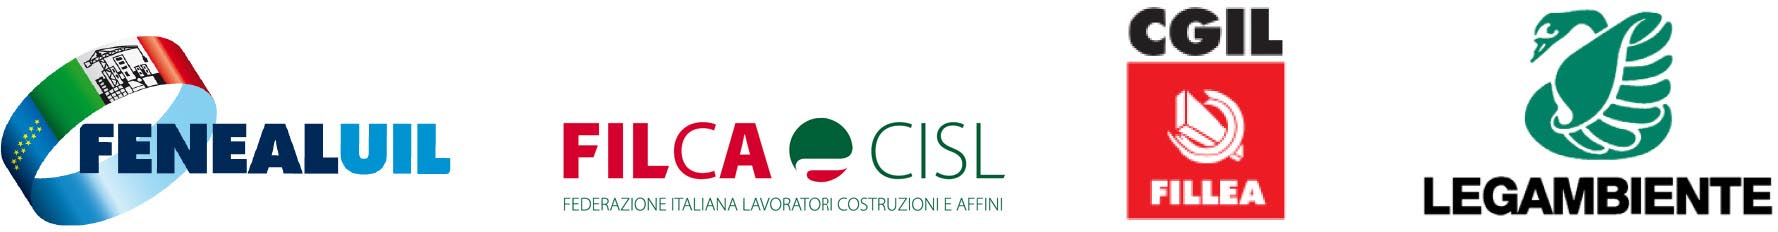 FENEALUIL
FILCA CISL
FEDERAZIONE ITALIANA LAVORATORI COSTRUZIONI E AFFINI
CGIL
FILLEA
LEGAMBIENTE